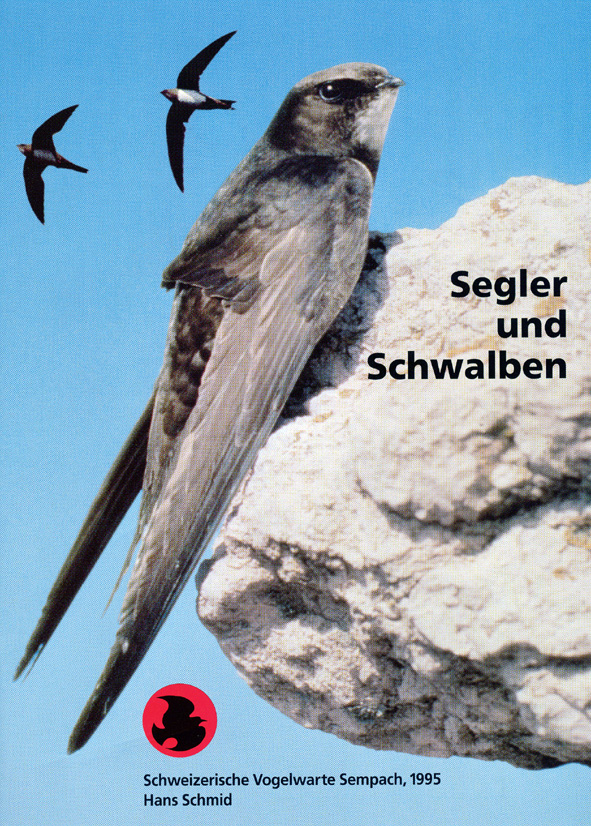 Segler
und
Schwalben
Schweizerische Vogelwarte Sempach, 1995
Hans Schmid